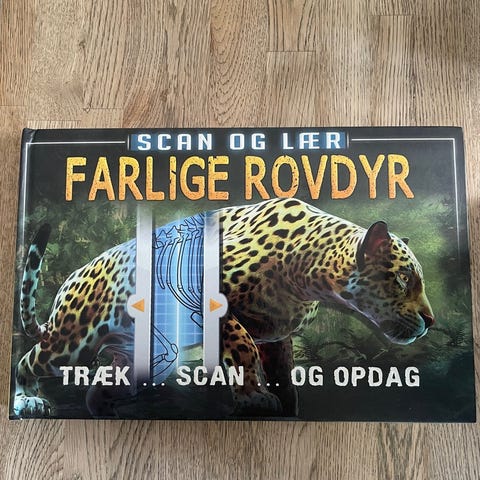 SCAN OG LÆR
FARLIGE ROVDYR
TRÆK ... SCAN ... OG OPDAG